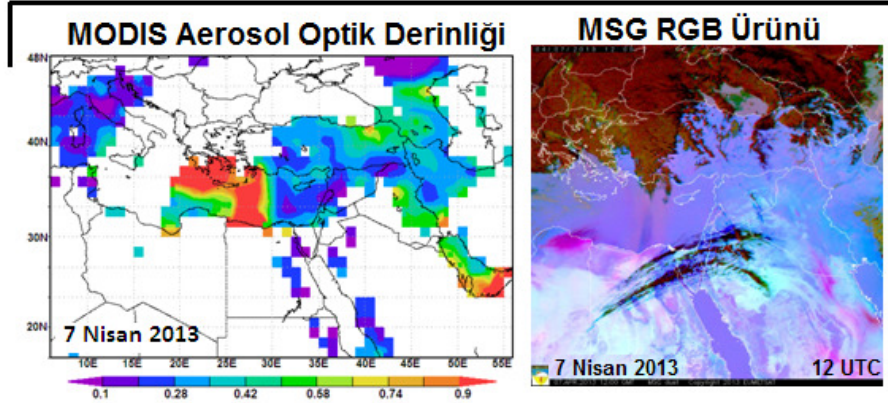 MODIS Aerosol Optik Derinliği
MSG RGB Ürünü
48N
40N
30N
20N
7 Nisan 2013
10E 15E 20E 25E 30E 35E 40E 45E 50E 55E
0.1 0.28 0.42 0.58 0.74 0.9
7 Nisan 2013
12 UTC